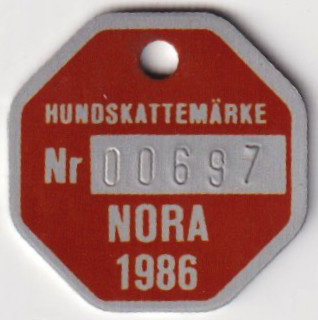 HUNDSKATTEMÄRKE
Nr 00697
NORA
1986